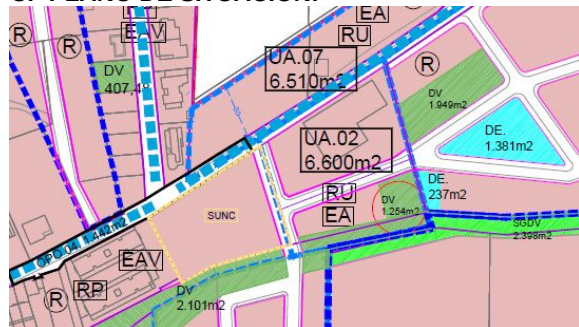 R
R
EAV
DV
407,48
EA
RU
R
UA.07
6.510m2
R
DV
1.949m2
DE.
1.381m2
UA.02
6.600m2
RU
EA
DE.
237m2
DV
1.254m2
SUNC
SGDV
2.398m2
OPO 04. 1.442m2
EAV
RP
R
DV
2.101m2